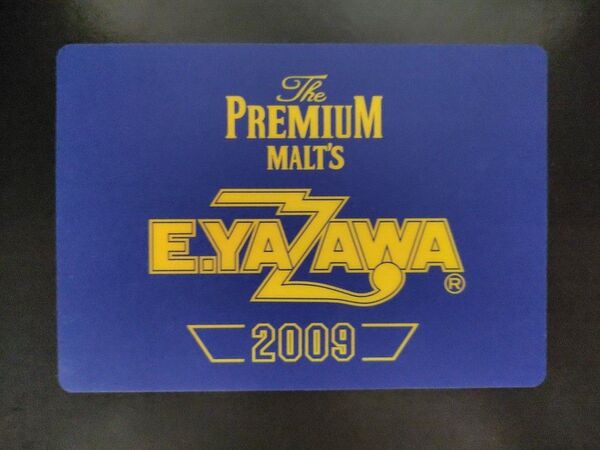 The
PREMIUM
MALT'S
E.YAZAWA
®
2009